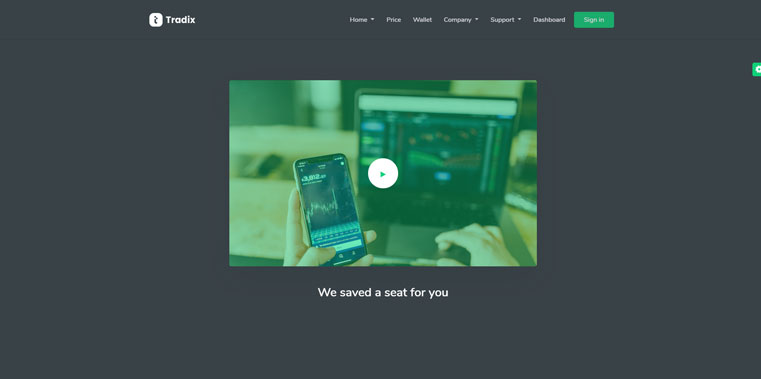 Tradix
Home Price Wallet Company Support Dashboard Sign in
We saved a seat for you